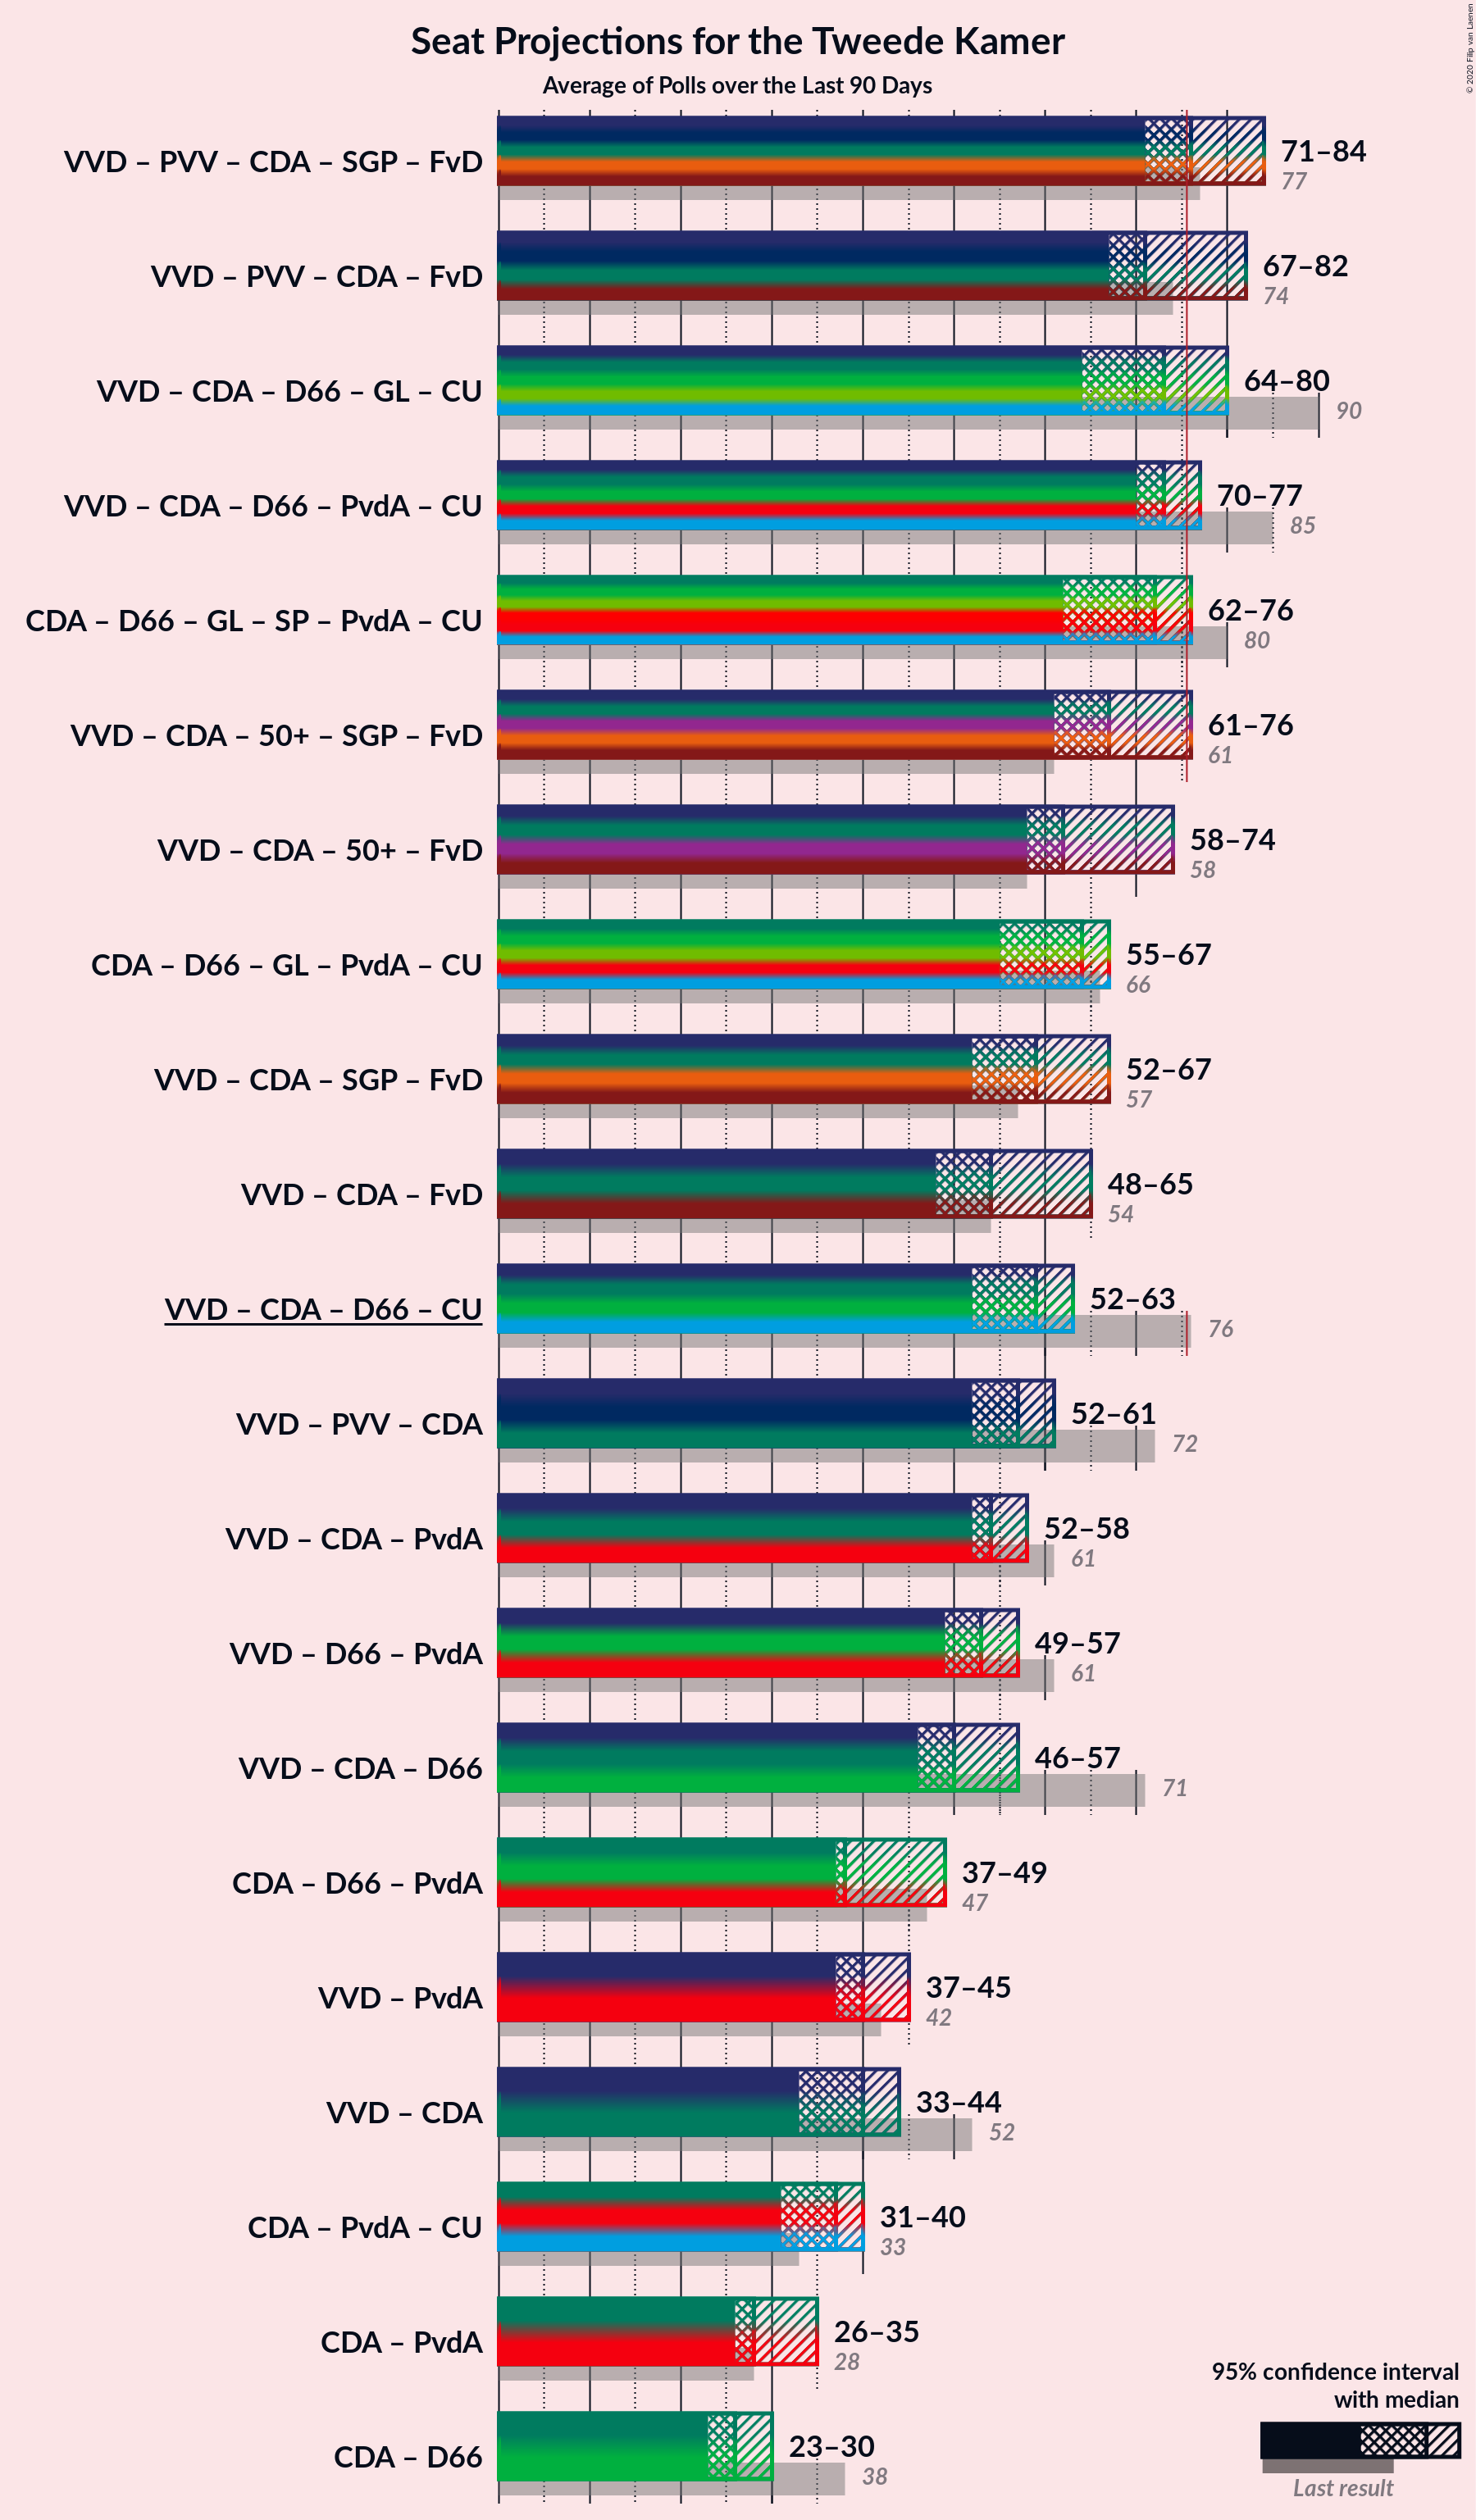 Seat Projections for the Tweede Kamer
Average of Polls over the Last 90 Days
© 2020 Filip van Laenen
VVD – PVV – CDA – SGP – FvD
71–84
77
VVD – PVV – CDA – FvD
67–82
74
VVD – CDA – D66 – GL – CU
64–80
90
VVD – CDA – D66 – PvdA – CU
70–77
85
CDA – D66 – GL – SP – PvdA – CU
62–76
80
VVD – CDA – 50+ – SGP – FvD
61–76
61
VVD – CDA – 50+ – FvD
58–74
58
CDA – D66 – GL – PvdA – CU
55–67
66
VVD – CDA – SGP – FvD
52–67
57
VVD – CDA – FvD
48–65
54
VVD – CDA – D66 – CU
52–63
76
VVD – PVV – CDA
52–61
72
VVD – CDA – PvdA
52–58
61
VVD – D66 – PvdA
49–57
61
VVD – CDA – D66
46–57
71
CDA – D66 – PvdA
37–49
47
VVD – PvdA
37–45
42
VVD – CDA
33–44
52
CDA – PvdA – CU
31–40
33
CDA – PvdA
26–35
28
CDA – D66
23–30
38
95% confidence interval
with median
Last result